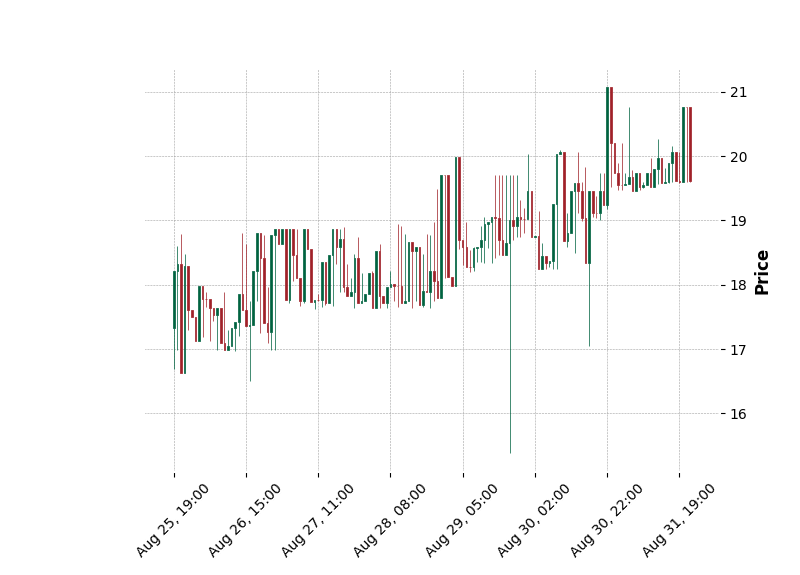 21
20
19
18
17
16
Price
Aug 25, 19:00
Aug 26, 15:00
Aug 27, 11:00
Aug 28, 08:00
Aug 29, 05:00
Aug 30, 02:00
Aug 30, 22:00
Aug 31, 19:00